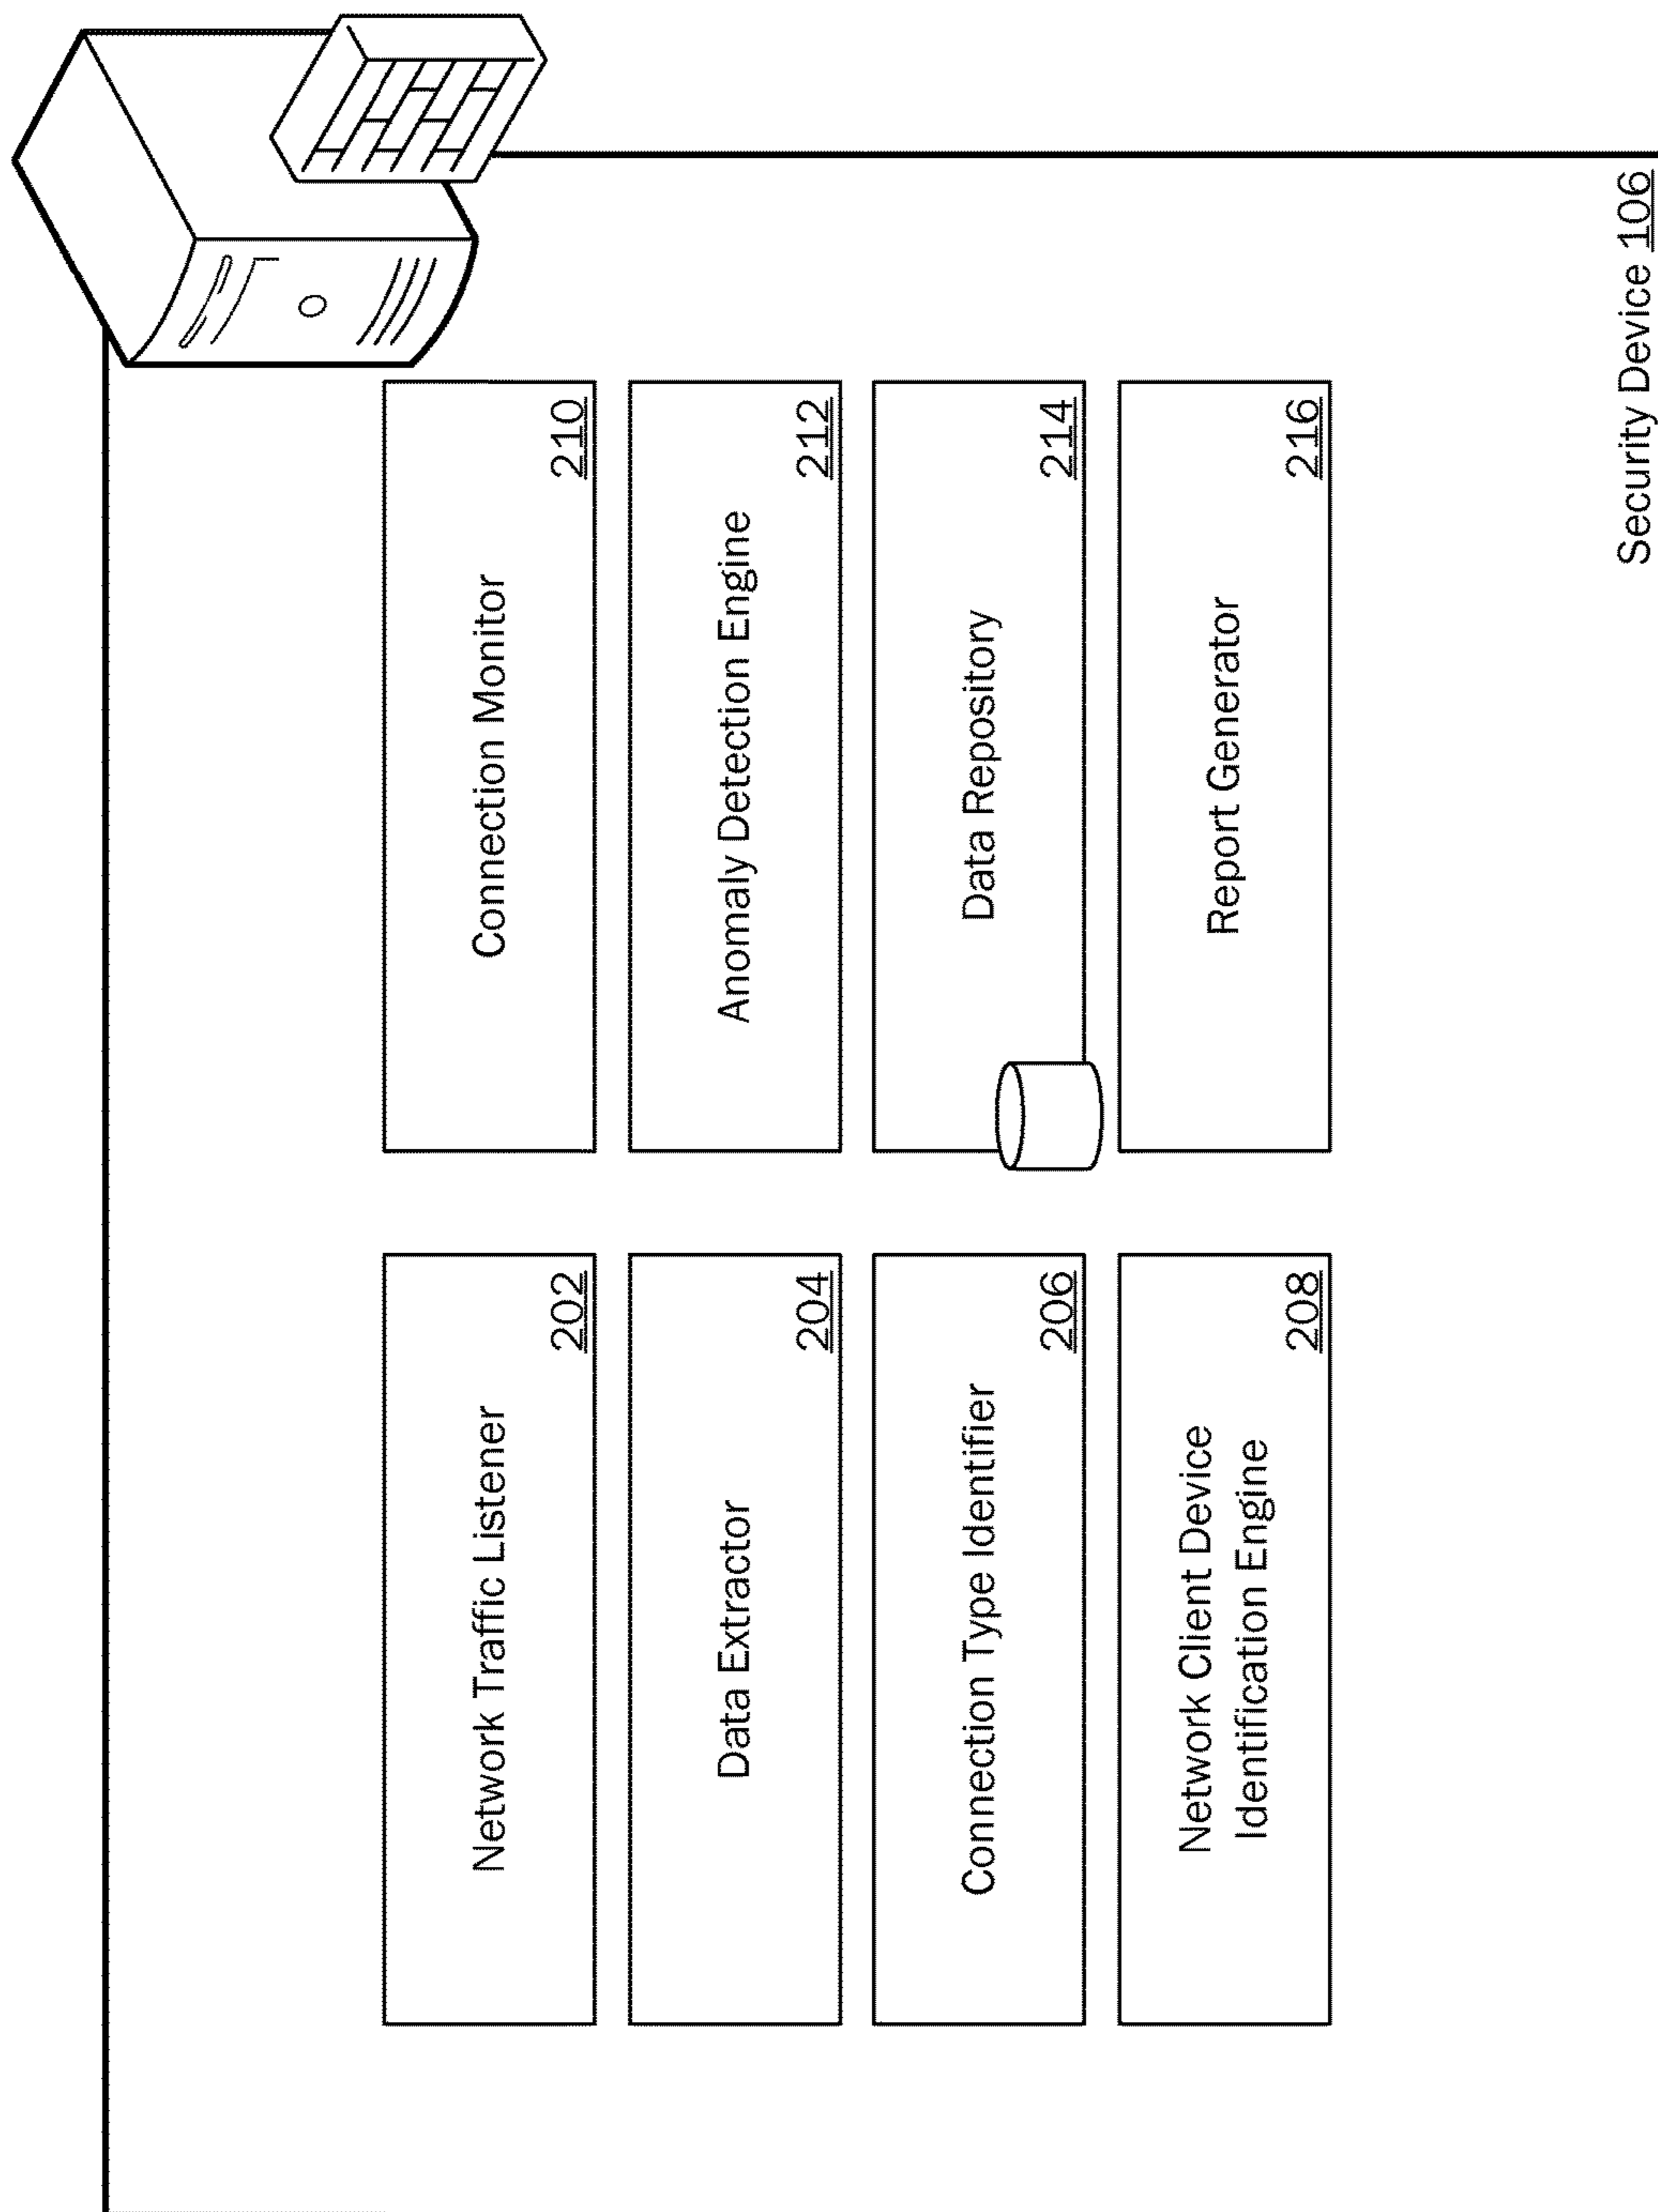 Network Traffic Listener
202
Data Extractor
204
Connection Type Identifier
206
Network Client Device
Identification Engine
208
Connection Monitor
210
Anomaly Detection Engine
212
Data Repository
214
Report Generator
216
Security Device 106